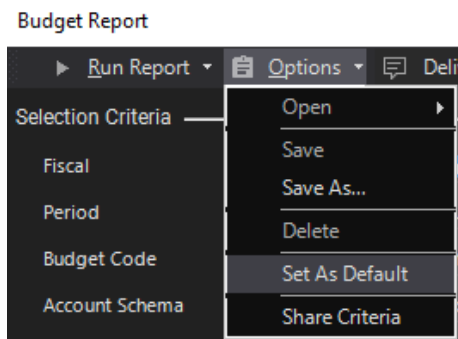 Budget Report
Run Report Options
Selection Criteria
Open
Save
Fiscal
Save As...
Period
Delete
Budget Code
Set As Default
Account Schema
Share Criteria